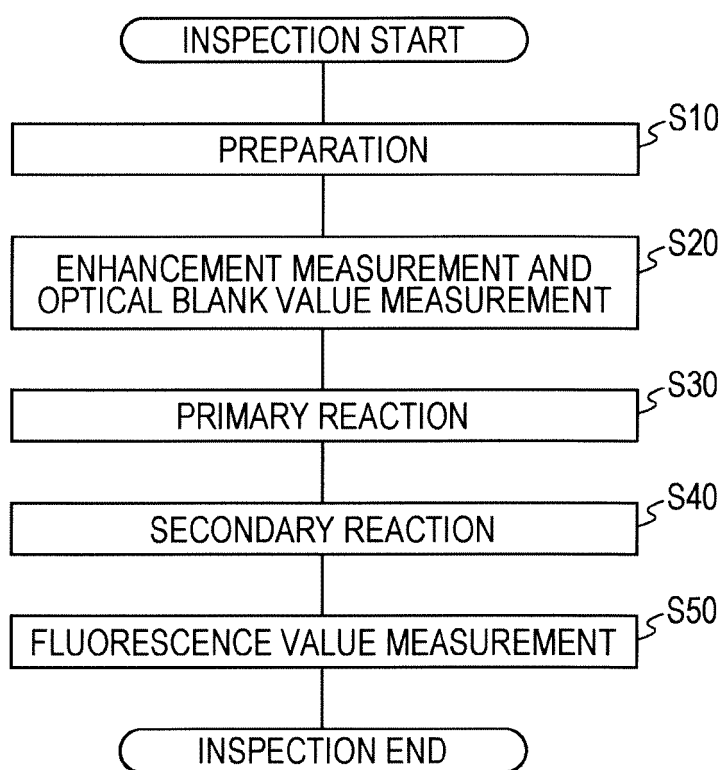 INSPECTION START
S10
PREPARATION
S20
ENHANCEMENT MEASUREMENT AND
OPTICAL BLANK VALUE MEASUREMENT
S30
PRIMARY REACTION
S40
SECONDARY REACTION
S50
FLUORESCENCE VALUE MEASUREMENT
INSPECTION END